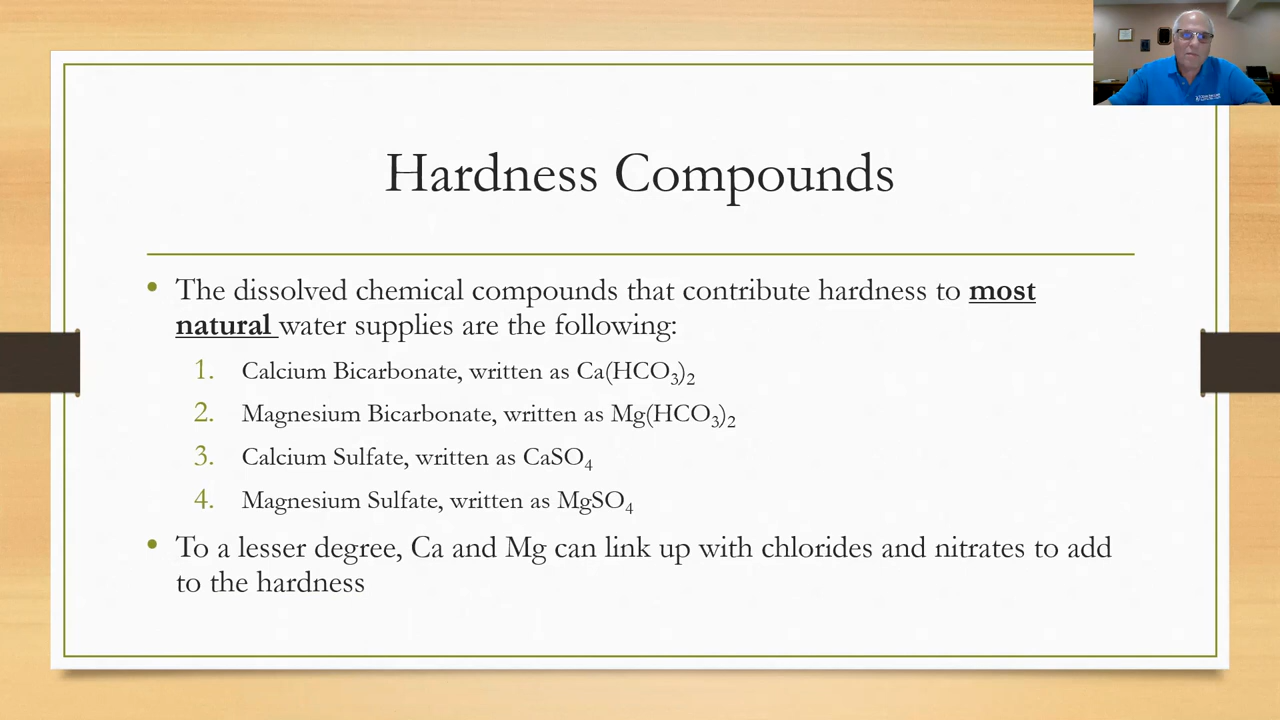 Hardness Compounds
• The dissolved chemical compounds that contribute hardness to most
natural water supplies are the following:
1. Calcium Bicarbonate, written as Ca(HCO₃)₂
2. Magnesium Bicarbonate, written as Mg(HCO₃)₂
3. Calcium Sulfate, written as CaSO₄
4. Magnesium Sulfate, written as MgSO₄
• To a lesser degree, Ca and Mg can link up with chlorides and nitrates to add
to the hardness